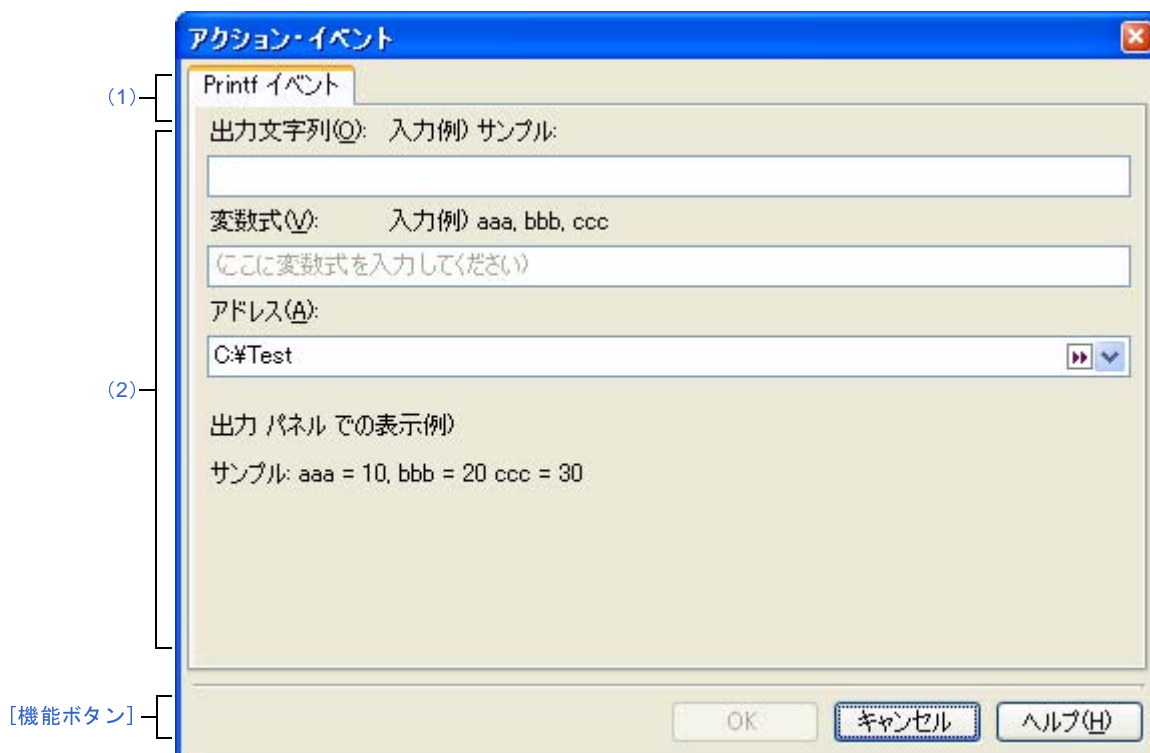 アクション・イベント
(1)
Printf イベント
出力文字列(O): 入力例) サンプル:
変数式(V): 入力例) aaa, bbb, ccc
(ここに変数式を入力してください)
アドレス(A):
C:¥Test
(2)
出力 パネル での表示例)
サンプル: aaa = 10, bbb = 20 ccc = 30
[機能ボタン]
OK
キャンセル
ヘルプ(H)